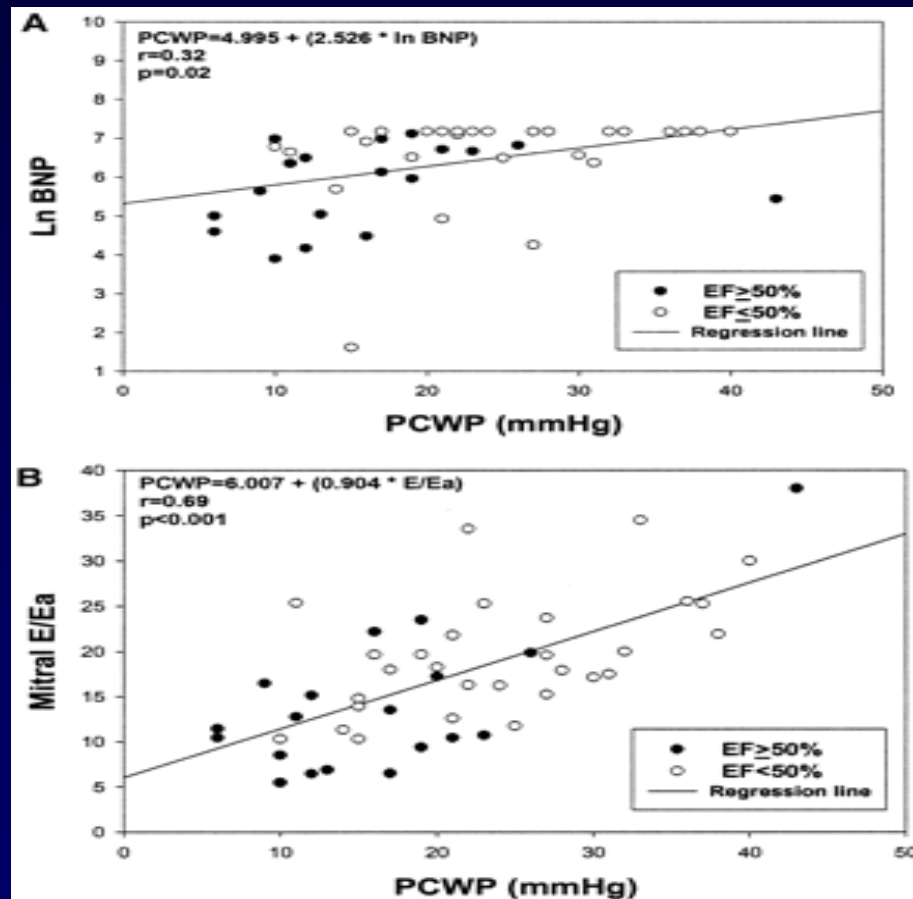 A
PCWP=4.995 + (2.526 * ln BNP)
r=0.32
p=0.02
10
9
8
7
6
5
4
3
2
1
Ln BNP
● EF≥50%
○ EF≤50%
Regression line
0 10 20 30 40 50
PCWP (mmHg)
B
PCWP=6.007 + (0.904 * E/Ea)
r=0.69
p<0.001
40
35
30
25
20
15
10
5
0
Mitral E/Ea
● EF≥50%
○ EF<50%
Regression line
0 10 20 30 40 50
PCWP (mmHg)